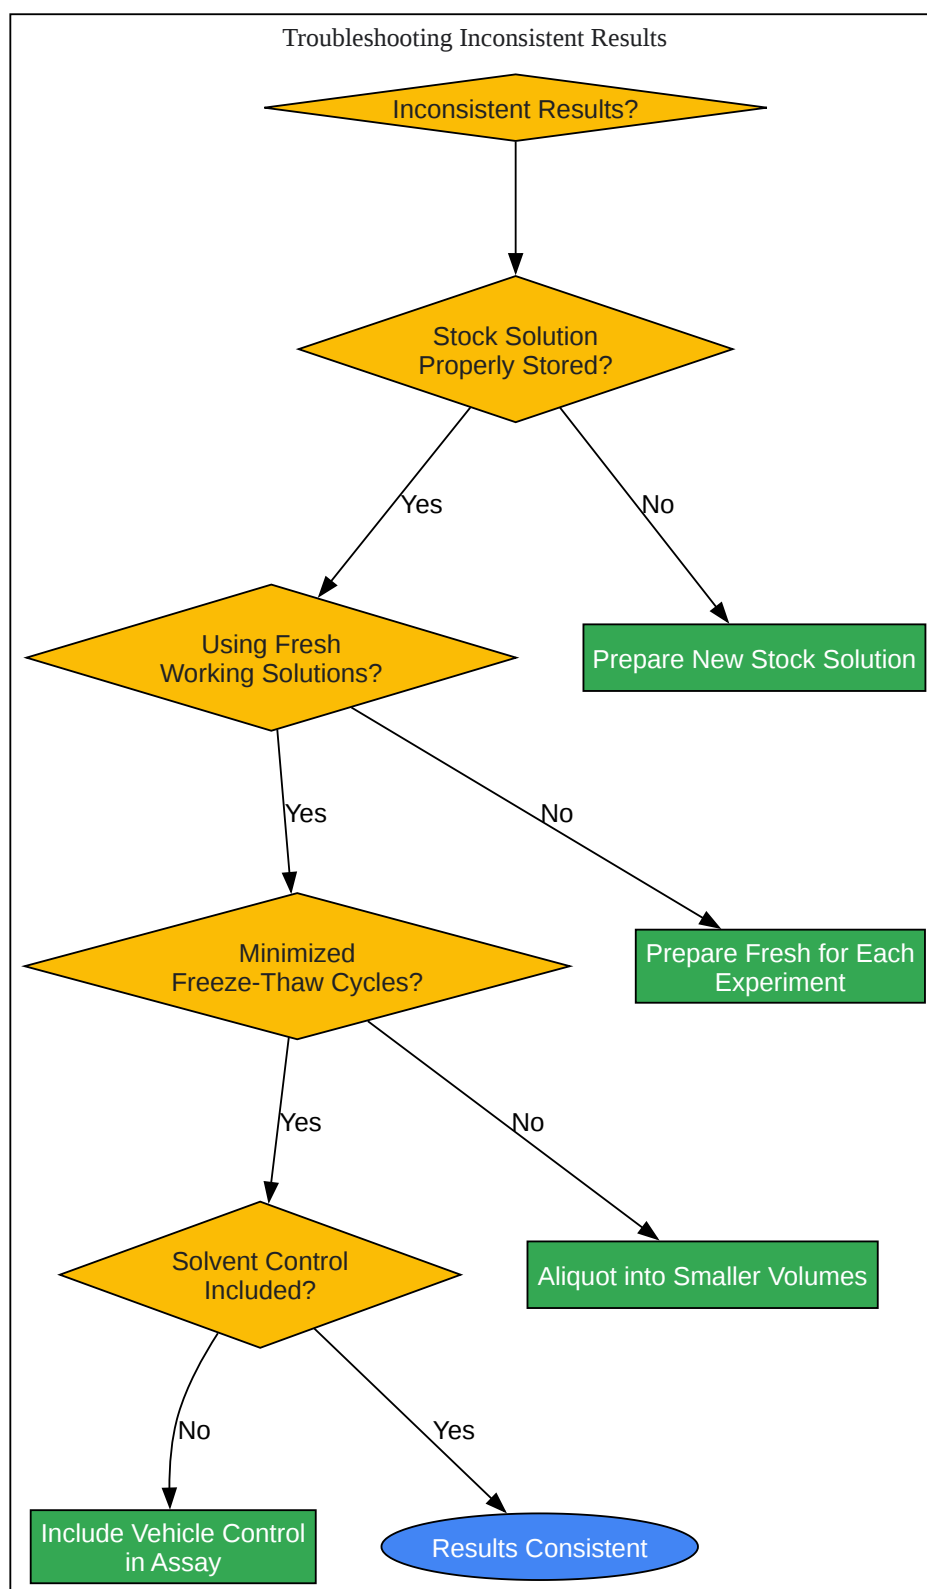 Troubleshooting Inconsistent Results
Inconsistent Results?
Stock Solution
Properly Stored?
Yes
No
Using Fresh
Working Solutions?
Prepare New Stock Solution
Yes
No
Minimized
Freeze-Thaw Cycles?
Prepare Fresh for Each
Experiment
Yes
No
Solvent Control
Included?
Aliquot into Smaller Volumes
No
Yes
Include Vehicle Control
in Assay
Results Consistent